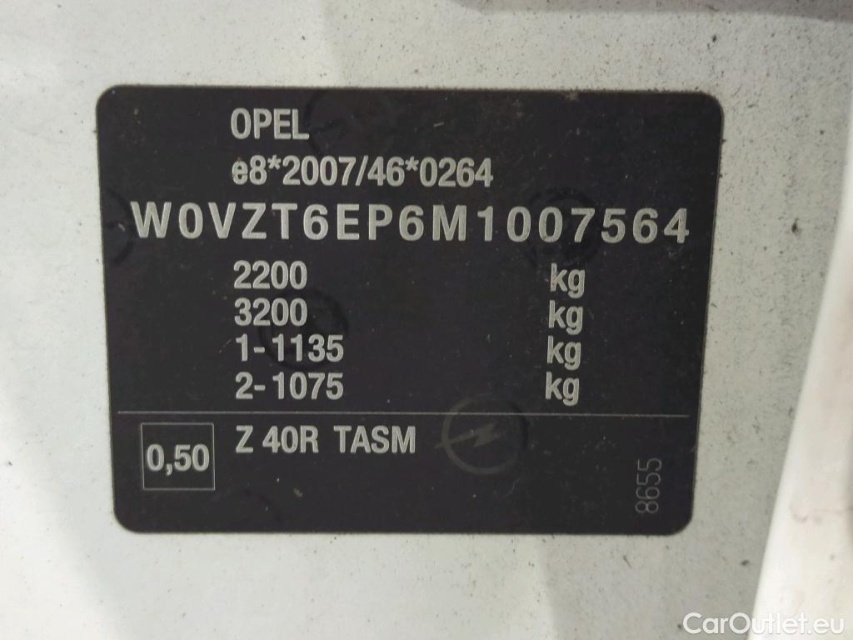 OPEL
e8*2007/46*0264
W0VZT6EP6M1007564
2200 kg
3200 kg
1-1135 kg
2-1075 kg
0,50 Z 40R TASM
8655
CarOutlet.eu